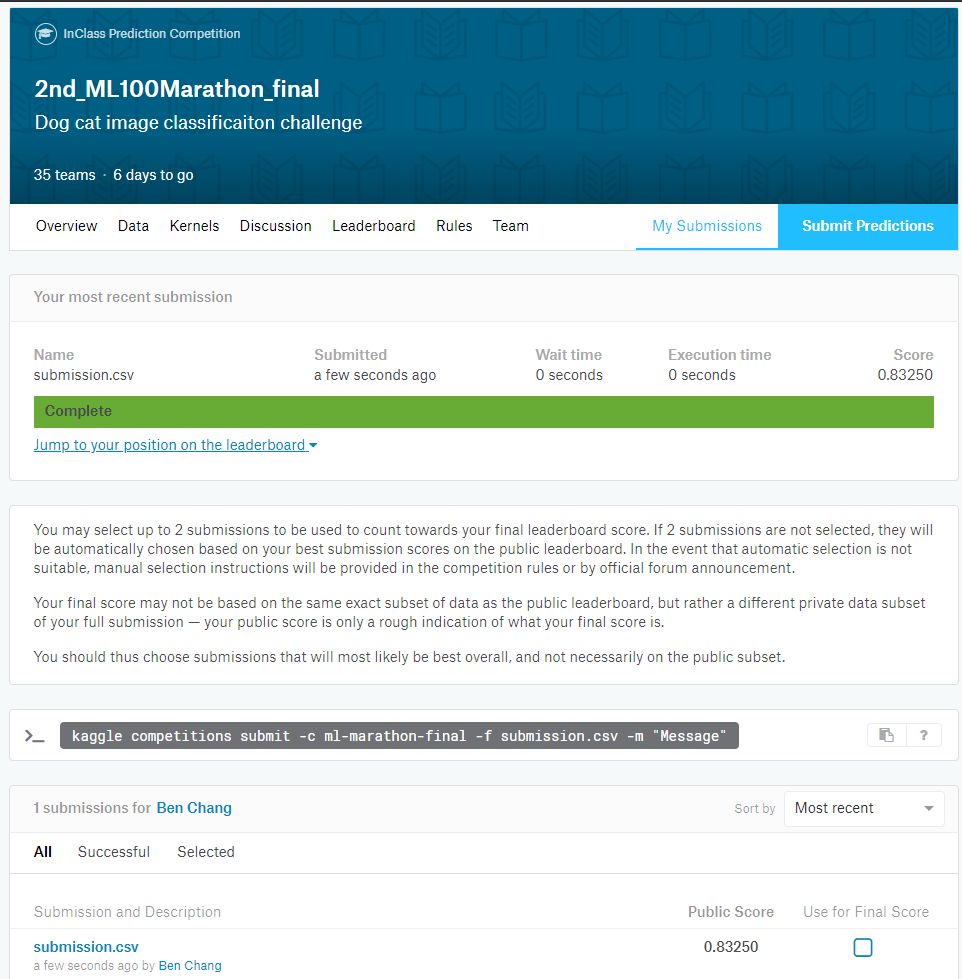 InClass Prediction Competition
2nd_ML100Marathon_final
Dog cat image classificaiton challenge
35 teams · 6 days to go
Overview Data Kernels Discussion Leaderboard Rules Team My Submissions Submit Predictions
Your most recent submission
Name Submitted Wait time Execution time Score
submission.csv a few seconds ago 0 seconds 0 seconds 0.83250
Complete
Jump to your position on the leaderboard
You may select up to 2 submissions to be used to count towards your final leaderboard score. If 2 submissions are not selected, they will
be automatically chosen based on your best submission scores on the public leaderboard. In the event that automatic selection is not
suitable, manual selection instructions will be provided in the competition rules or by official forum announcement.
Your final score may not be based on the same exact subset of data as the public leaderboard, but rather a different private data subset
of your full submission — your public score is only a rough indication of what your final score is.
You should thus choose submissions that will most likely be best overall, and not necessarily on the public subset.
>_ kaggle competitions submit -c ml-marathon-final -f submission.csv -m "Message" ?
1 submissions for Ben Chang Sort by Most recent
All Successful Selected
Submission and Description Public Score Use for Final Score
submission.csv 0.83250
a few seconds ago by Ben Chang